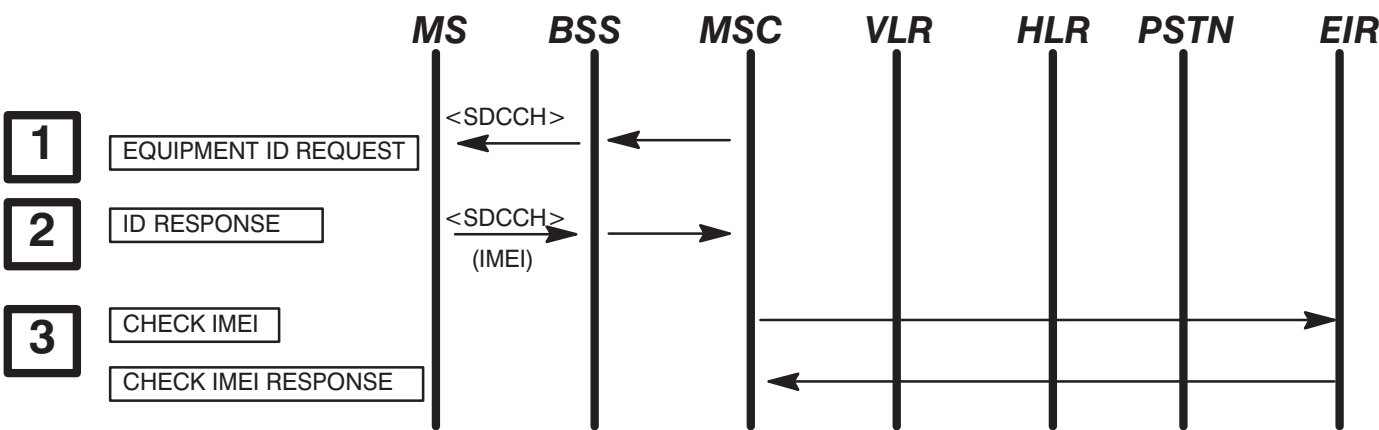 MS BSS MSC VLR HLR PSTN EIR
<SDCCH>
1 EQUIPMENT ID REQUEST
2 ID RESPONSE <SDCCH>
(IMEI)
3 CHECK IMEI
CHECK IMEI RESPONSE